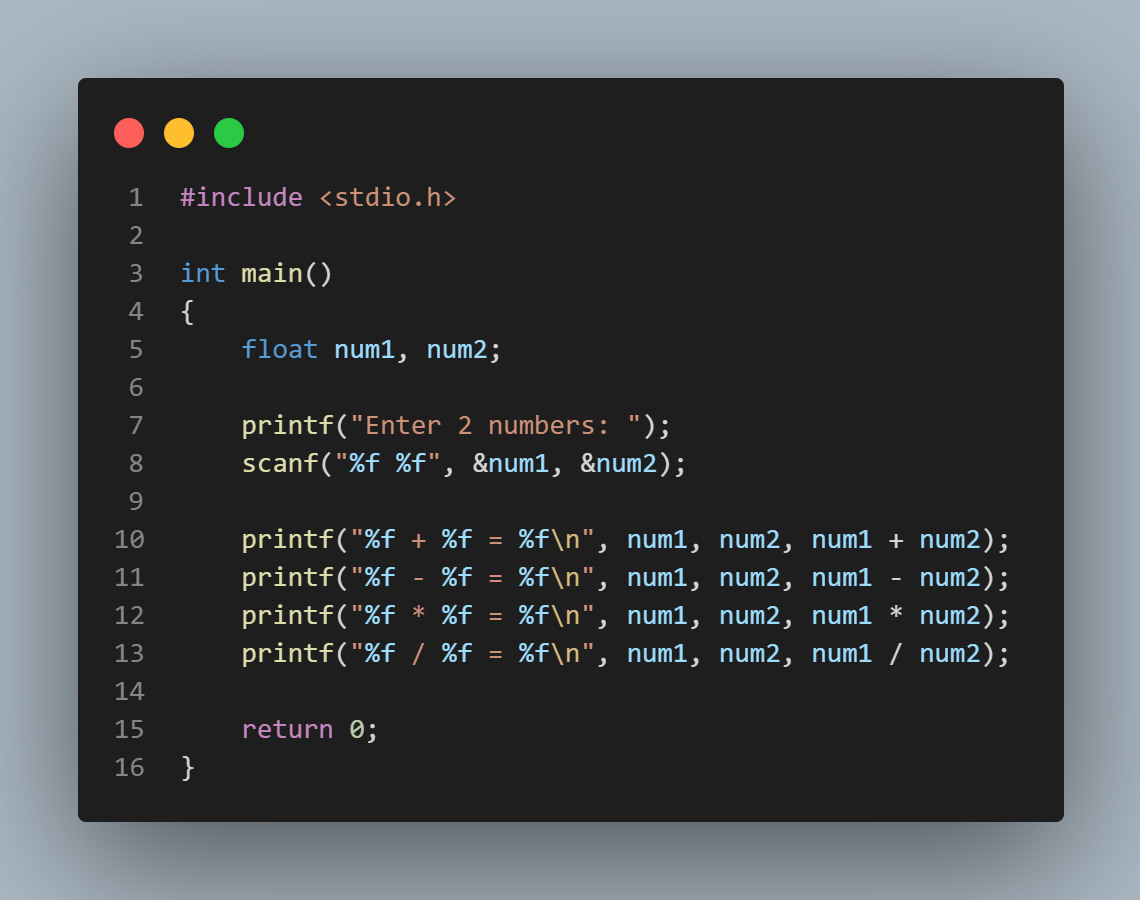 1 #include <stdio.h>
2
3 int main()
4 {
5     float num1, num2;
6
7     printf("Enter 2 numbers: ");
8     scanf("%f %f", &num1, &num2);
9
10     printf("%f + %f = %f\n", num1, num2, num1 + num2);
11     printf("%f - %f = %f\n", num1, num2, num1 - num2);
12     printf("%f * %f = %f\n", num1, num2, num1 * num2);
13     printf("%f / %f = %f\n", num1, num2, num1 / num2);
14
15     return 0;
16 }